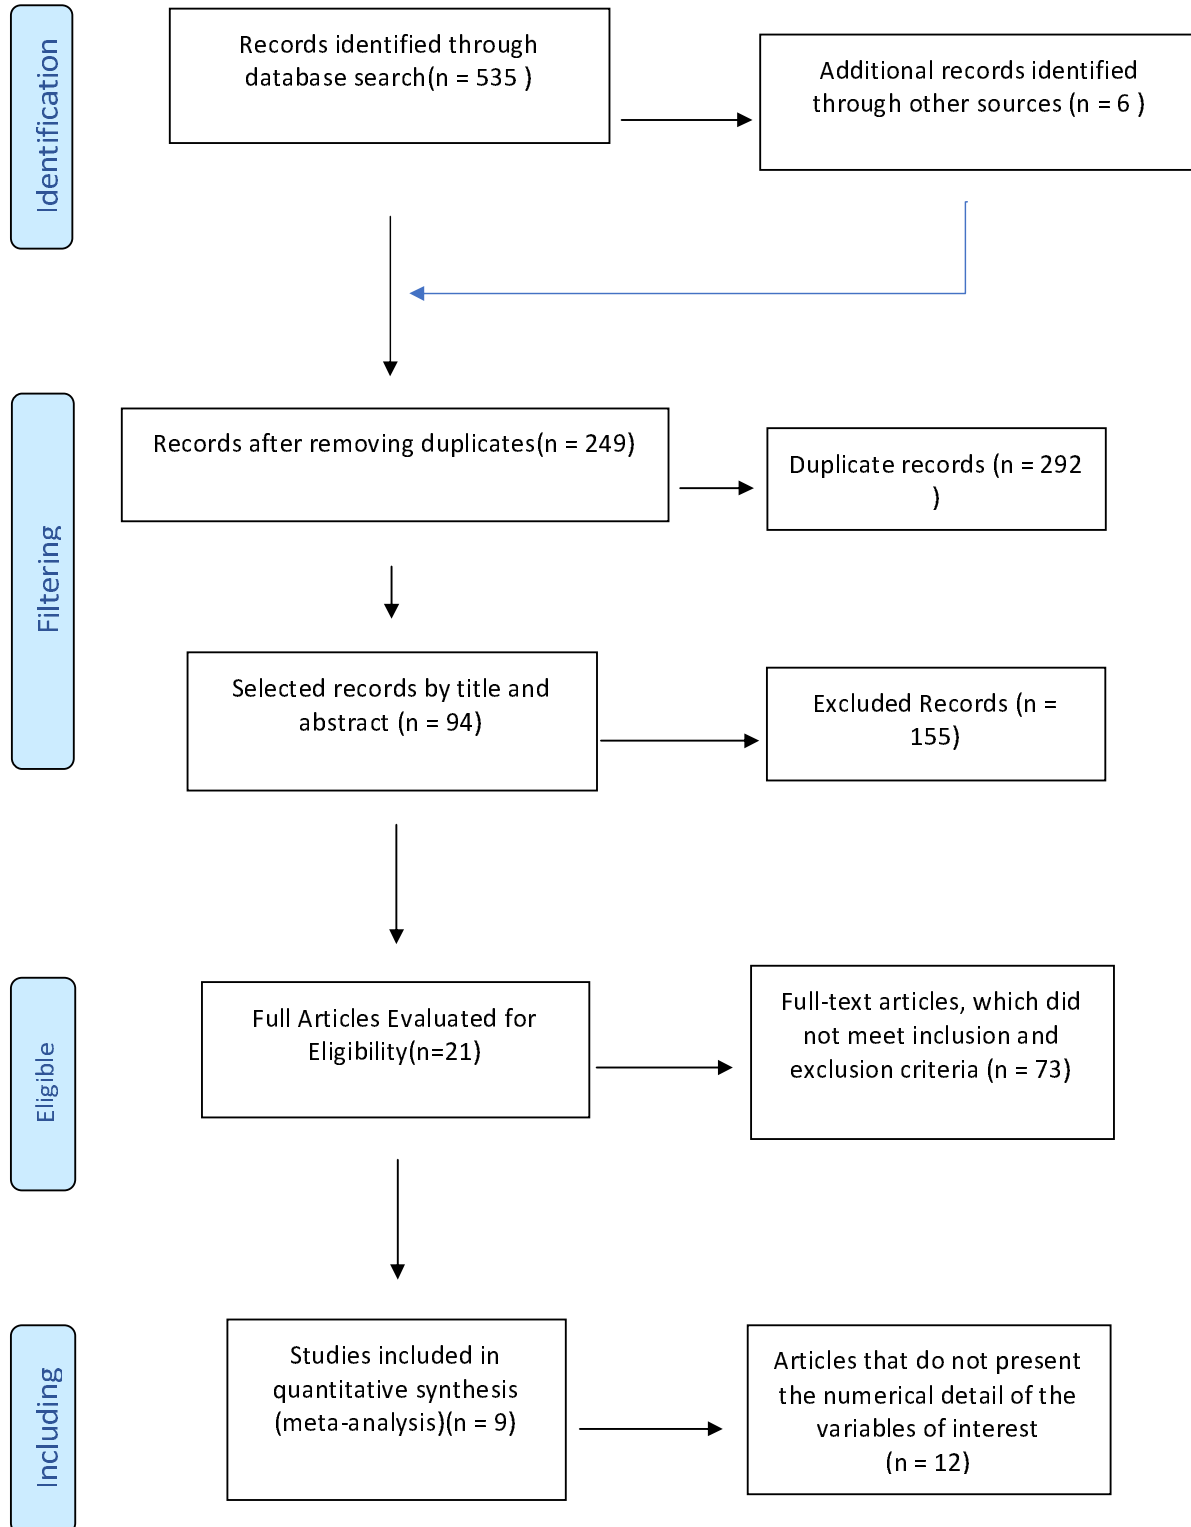 Identification
Records identified through
database search(n = 535 )
Additional records identified
through other sources (n = 6 )
Filtering
Records after removing duplicates(n = 249)
Duplicate records (n = 292
)
Selected records by title and
abstract (n = 94)
Excluded Records (n =
155)
Eligible
Full Articles Evaluated for
Eligibility(n=21)
Full-text articles, which did
not meet inclusion and
exclusion criteria (n = 73)
Including
Studies included in
quantitative synthesis
(meta-analysis)(n = 9)
Articles that do not present
the numerical detail of the
variables of interest
(n = 12)